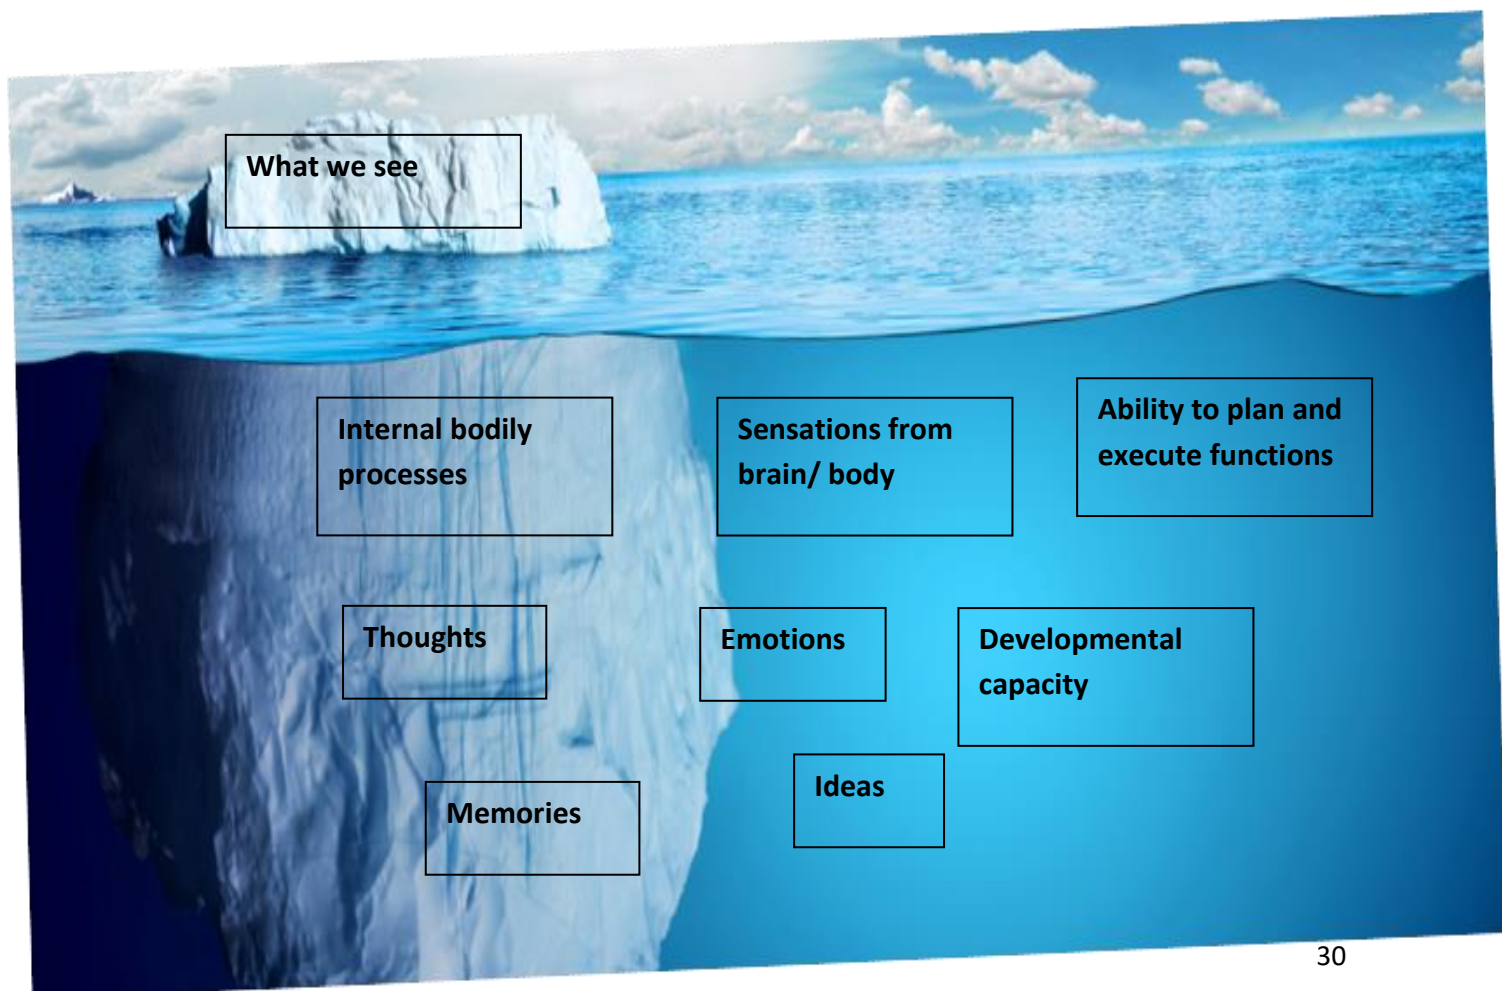 What we see
Internal bodily
processes
Sensations from
brain/ body
Ability to plan and
execute functions
Thoughts
Emotions
Developmental
capacity
Memories
Ideas
30